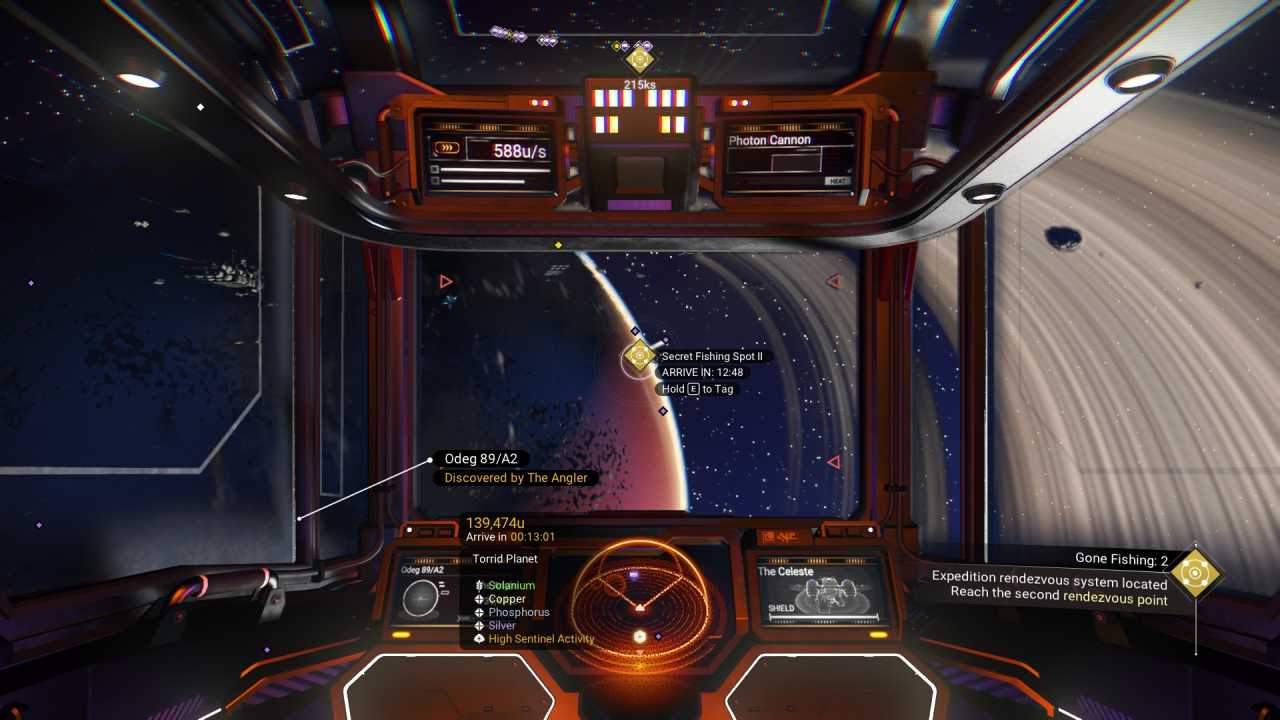 215ks
588u/s
Photon Cannon
HEAT
Secret Fishing Spot II
ARRIVE IN: 12:48
Hold E to Tag
Odeg 89/A2
Discovered by The Angler
139,474u
Arrive in 00:13:01
Torrid Planet
Solanium
Copper
Phosphorus
Silver
High Sentinel Activity
Odeg 89/A2
The Celeste
SHIELD
Gone Fishing: 2
Expedition rendezvous system located
Reach the second rendezvous point